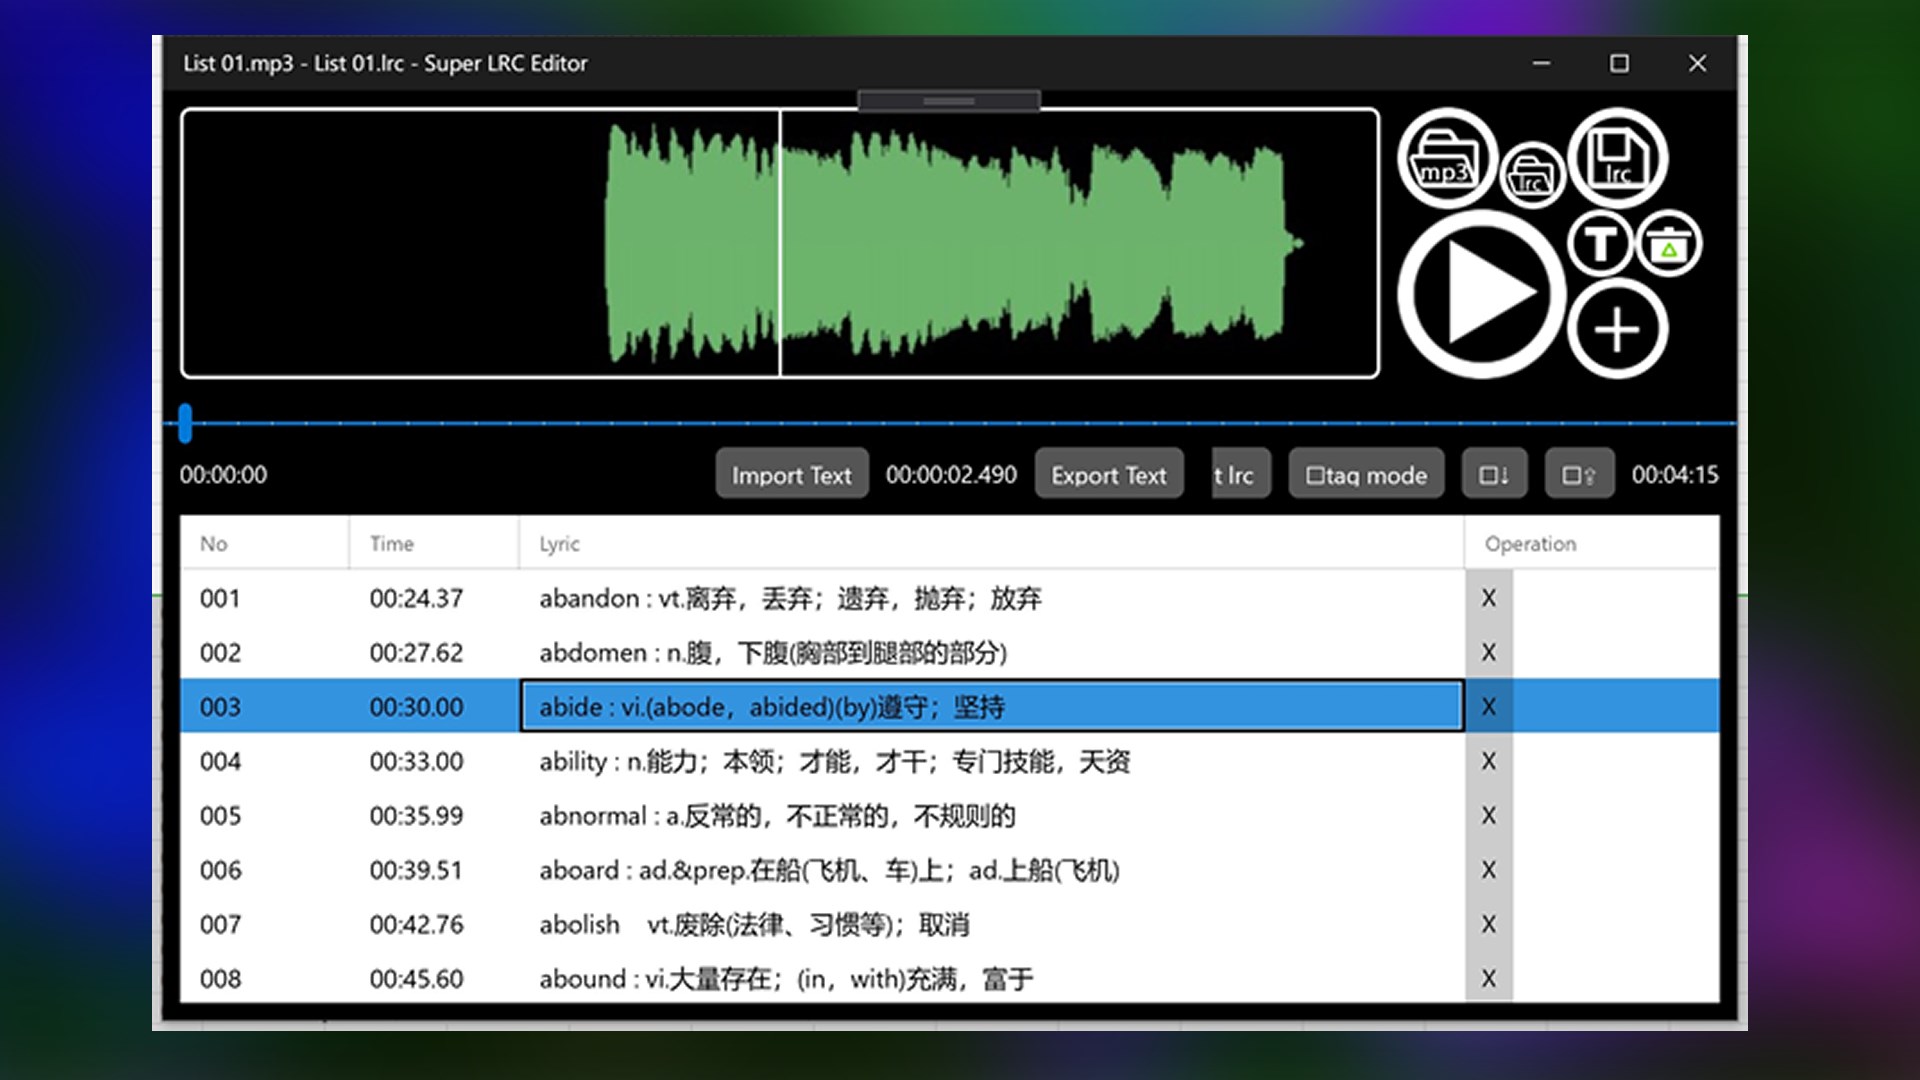 List 01.mp3 - List 01.lrc - Super LRC Editor
mp3
lrc
lrc
T
00:00:00 Import Text 00:00:02.490 Export Text t lrc tag mode 00:04:15
No Time Lyric Operation
001 00:24.37 abandon : vt.离弃，丢弃；遗弃，抛弃；放弃 X
002 00:27.62 abdomen : n.腹，下腹(胸部到腿部的部分) X
003 00:30.00 abide : vi.(abode，abided)(by)遵守；坚持 X
004 00:33.00 ability : n.能力；本领；才能，才干；专门技能，天资 X
005 00:35.99 abnormal : a.反常的，不正常的，不规则的 X
006 00:39.51 aboard : ad.&prep.在船(飞机、车)上；ad.上船(飞机) X
007 00:42.76 abolish　vt.废除(法律、习惯等)；取消 X
008 00:45.60 abound : vi.大量存在；(in，with)充满，富于 X